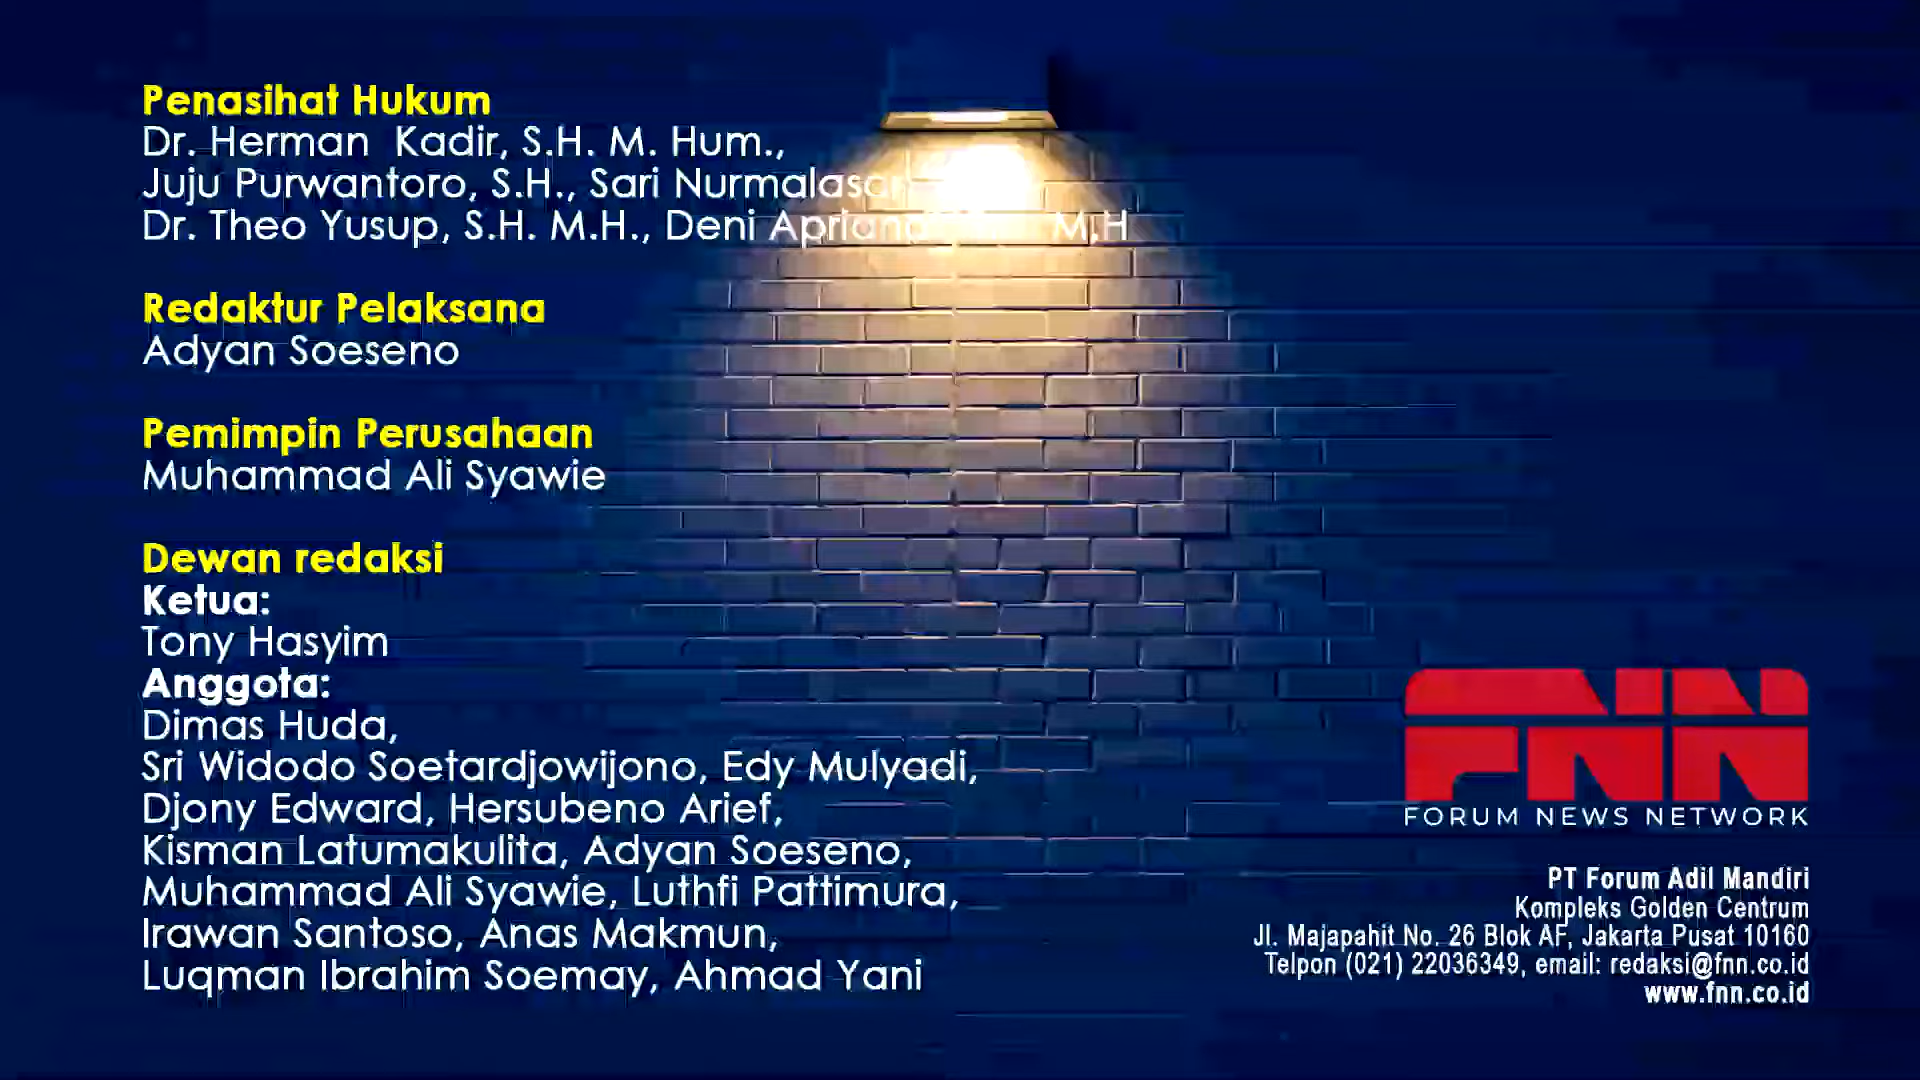 Penasihat Hukum
Dr. Herman Kadir, S.H. M. Hum.,
Juju Purwantoro, S.H., Sari
Dr. Theo Yusup, S.H. M.H., Deni M.H
Redaktur Pelaksana
Adyan Soeseno
Pemimpin Perusahaan
Muhammad Ali Syawie
Dewan redaksi
Ketua:
Tony Hasyim
Anggota:
Dimas Huda,
Sri Widodo Soetardjowijono, Edy Mulyadi,
Djony Edward, Hersubeno Arief,
Kisman Latumakulita, Adyan Soeseno,
Muhammad Ali Syawie, Luthfi Pattimura,
Irawan Santoso, Anas Makmun,
Luqman Ibrahim Soemay, Ahmad Yani
FNN
FORUM NEWS NETWORK
PT Forum Adil Mandiri
Kompleks Golden Centrum
Jl. Majapahit No. 26 Blok AF, Jakarta Pusat 10160
Telpon (021) 22036349, email: redaksi@fnn.co.id
www.fnn.co.id